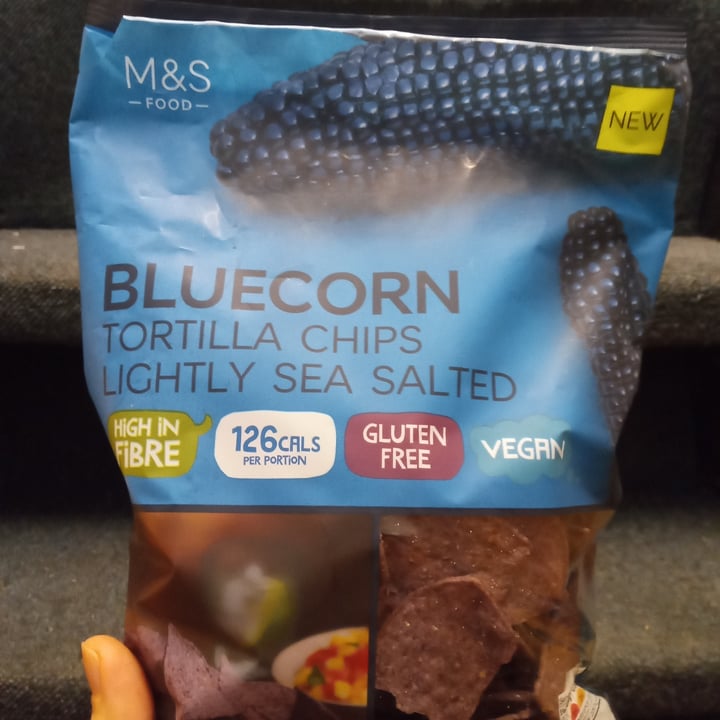 M&S
FOOD
NEW
BLUECORN
TORTILLA CHIPS
LIGHTLY SEA SALTED
HIGH IN
FIBRE
126CALS
PER PORTION
GLUTEN
FREE
VEGAN